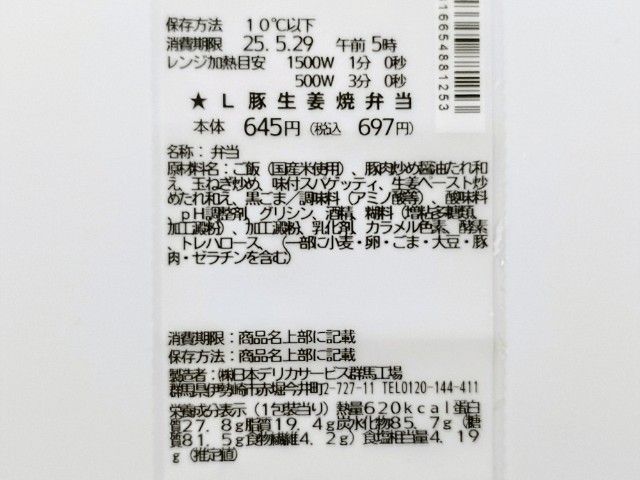 保存方法 10℃以下
消費期限 25.5.29 午前5時
レンジ加熱目安 1500W 1分 0秒
500W 3分 0秒
★L豚生姜焼弁当
本体 645円(税込 697円)
名称:弁当
原材料名:ご飯(国産米使用)、豚肉炒め醤油たれ和
え、玉ねぎ炒め、味付スパゲッティ、生姜ペースト炒
めたれ和え、黒ごま/調味料(アミノ酸等)、酸味料
、pH調整剤、グリシン、酒精、糊料(増粘多糖類、
加工澱粉)、加工澱粉、乳化剤、カラメル色素、酵素
、トレハロース、(一部に小麦・卵・ごま・大豆・豚
肉・ゼラチンを含む)
消費期限:商品名上部に記載
保存方法:商品名上部に記載
製造者:㈱日本デリカサービス群馬工場
群馬県伊勢崎市赤堀今井町2-727-11 TEL0120-144-411
栄養成分表示(1包装当り)熱量620kcal蛋白
質27.8g脂質19.4g炭水化物85.7g(糖
質81.5g食物繊維4.2g)食塩相当量4.19
g(推定値)
166548881253